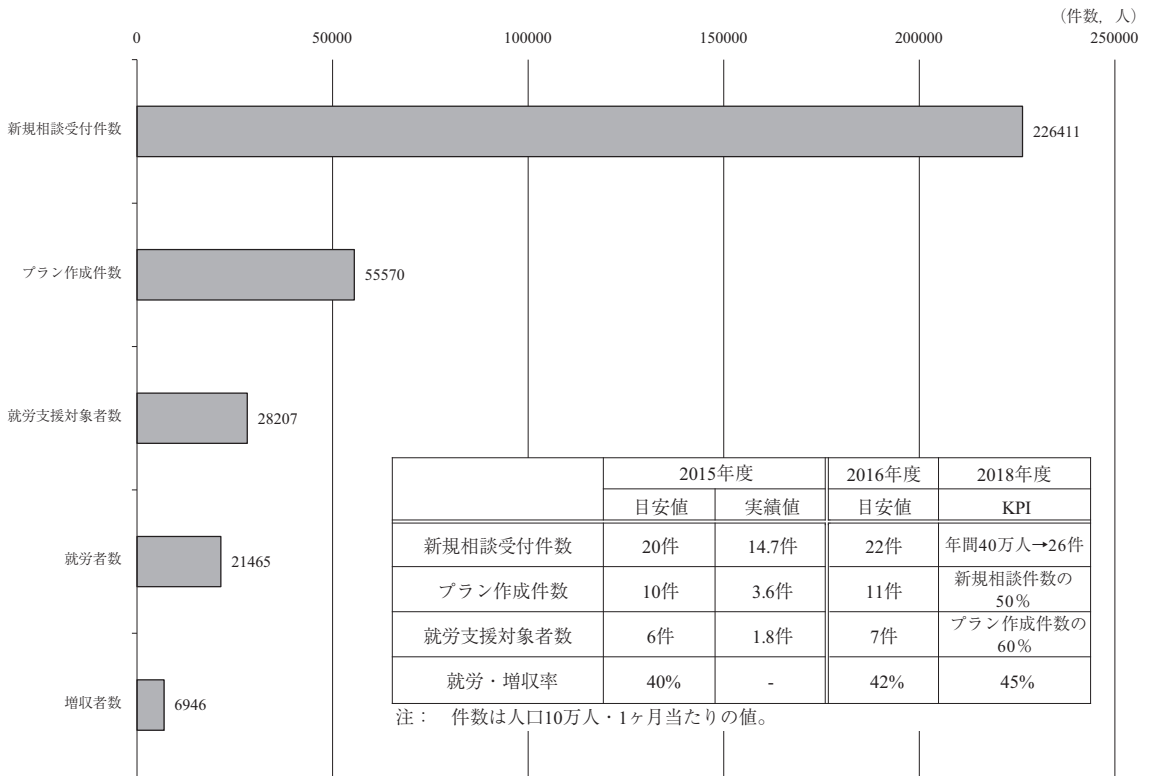 （件数，人）
0 50000 100000 150000 200000 250000
新規相談受付件数 226411
プラン作成件数 55570
就労支援対象者数 28207
就労者数 21465
増収者数 6946
2015年度 2016年度 2018年度
目安値 実績値 目安値 KPI
新規相談受付件数 20件 14.7件 22件 年間40万人→26件
プラン作成件数 10件 3.6件 11件 新規相談件数の
50％
就労支援対象者数 6件 1.8件 7件 プラン作成件数の
60％
就労・増収率 40% - 42% 45%
注： 件数は人口10万人・1ヶ月当たりの値。